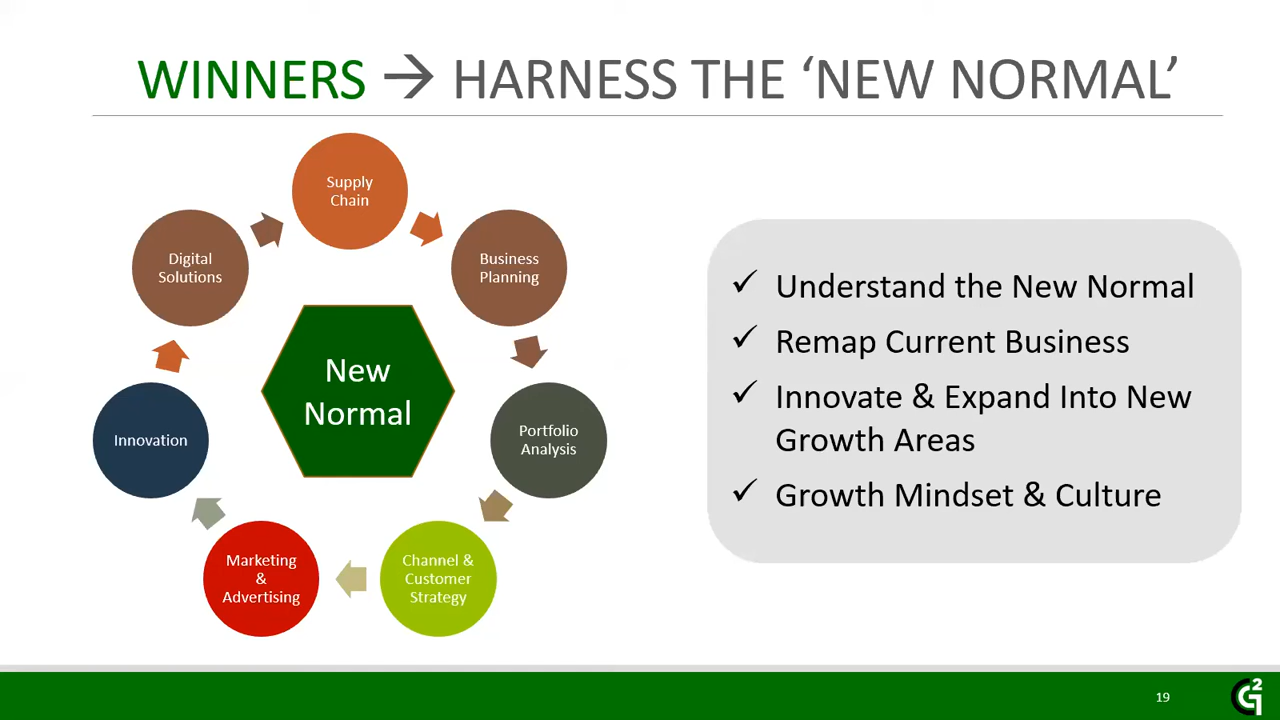 WINNERS → HARNESS THE ‘NEW NORMAL’
Supply
Chain
Business
Planning
Portfolio
Analysis
Channel &
Customer
Strategy
Marketing
&
Advertising
Innovation
Digital
Solutions
New
Normal
✓ Understand the New Normal
✓ Remap Current Business
✓ Innovate & Expand Into New
Growth Areas
✓ Growth Mindset & Culture
19
G2